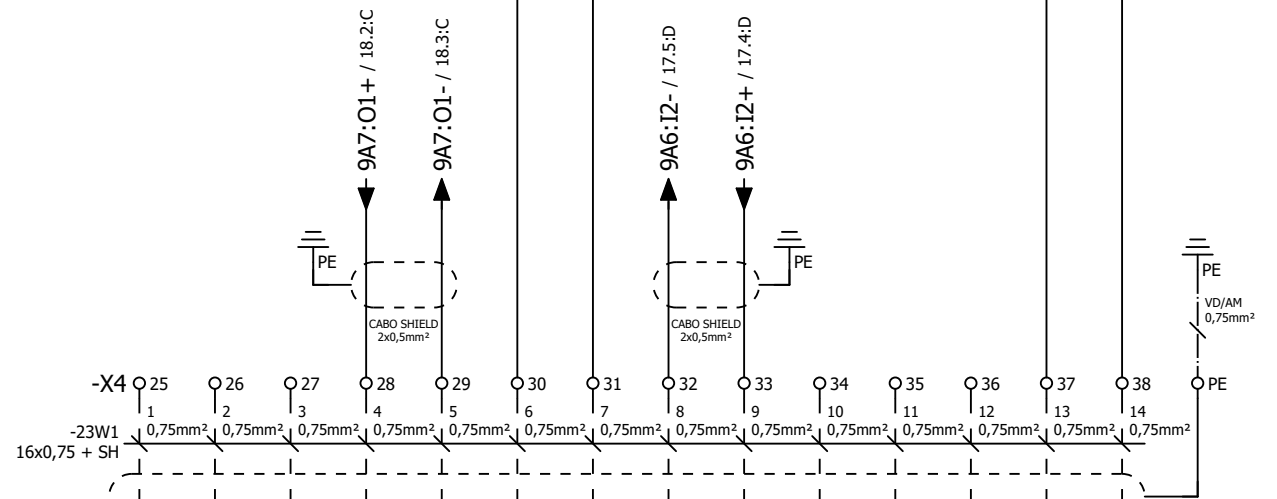 9A7:O1+ / 18.2:C
9A7:O1- / 18.3:C
9A6:I2- / 17.5:D
9A6:I2+ / 17.4:D
PE
PE
PE
CABO SHIELD
2x0,5mm²
CABO SHIELD
2x0,5mm²
VD/AM
0,75mm²
-X4 25 26 27 28 29 30 31 32 33 34 35 36 37 38 PE
1 2 3 4 5 6 7 8 9 10 11 12 13 14
0,75mm² 0,75mm² 0,75mm² 0,75mm² 0,75mm² 0,75mm² 0,75mm² 0,75mm² 0,75mm² 0,75mm² 0,75mm² 0,75mm² 0,75mm² 0,75mm²
-23W1
16x0,75 + SH